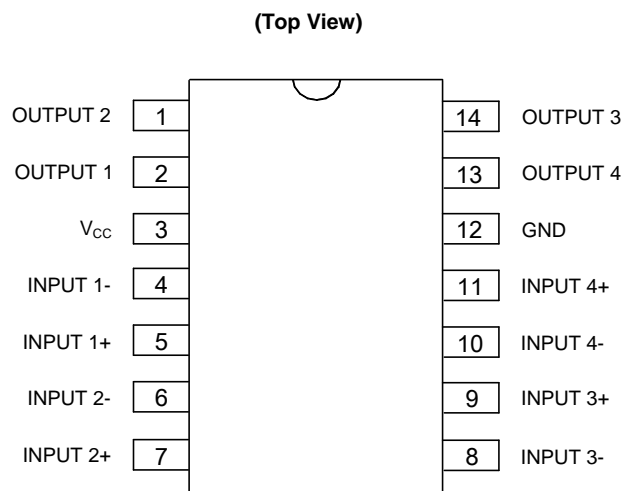 (Top View)
OUTPUT 2 1 14 OUTPUT 3
OUTPUT 1 2 13 OUTPUT 4
VCC 3 12 GND
INPUT 1- 4 11 INPUT 4+
INPUT 1+ 5 10 INPUT 4-
INPUT 2- 6 9 INPUT 3+
INPUT 2+ 7 8 INPUT 3-